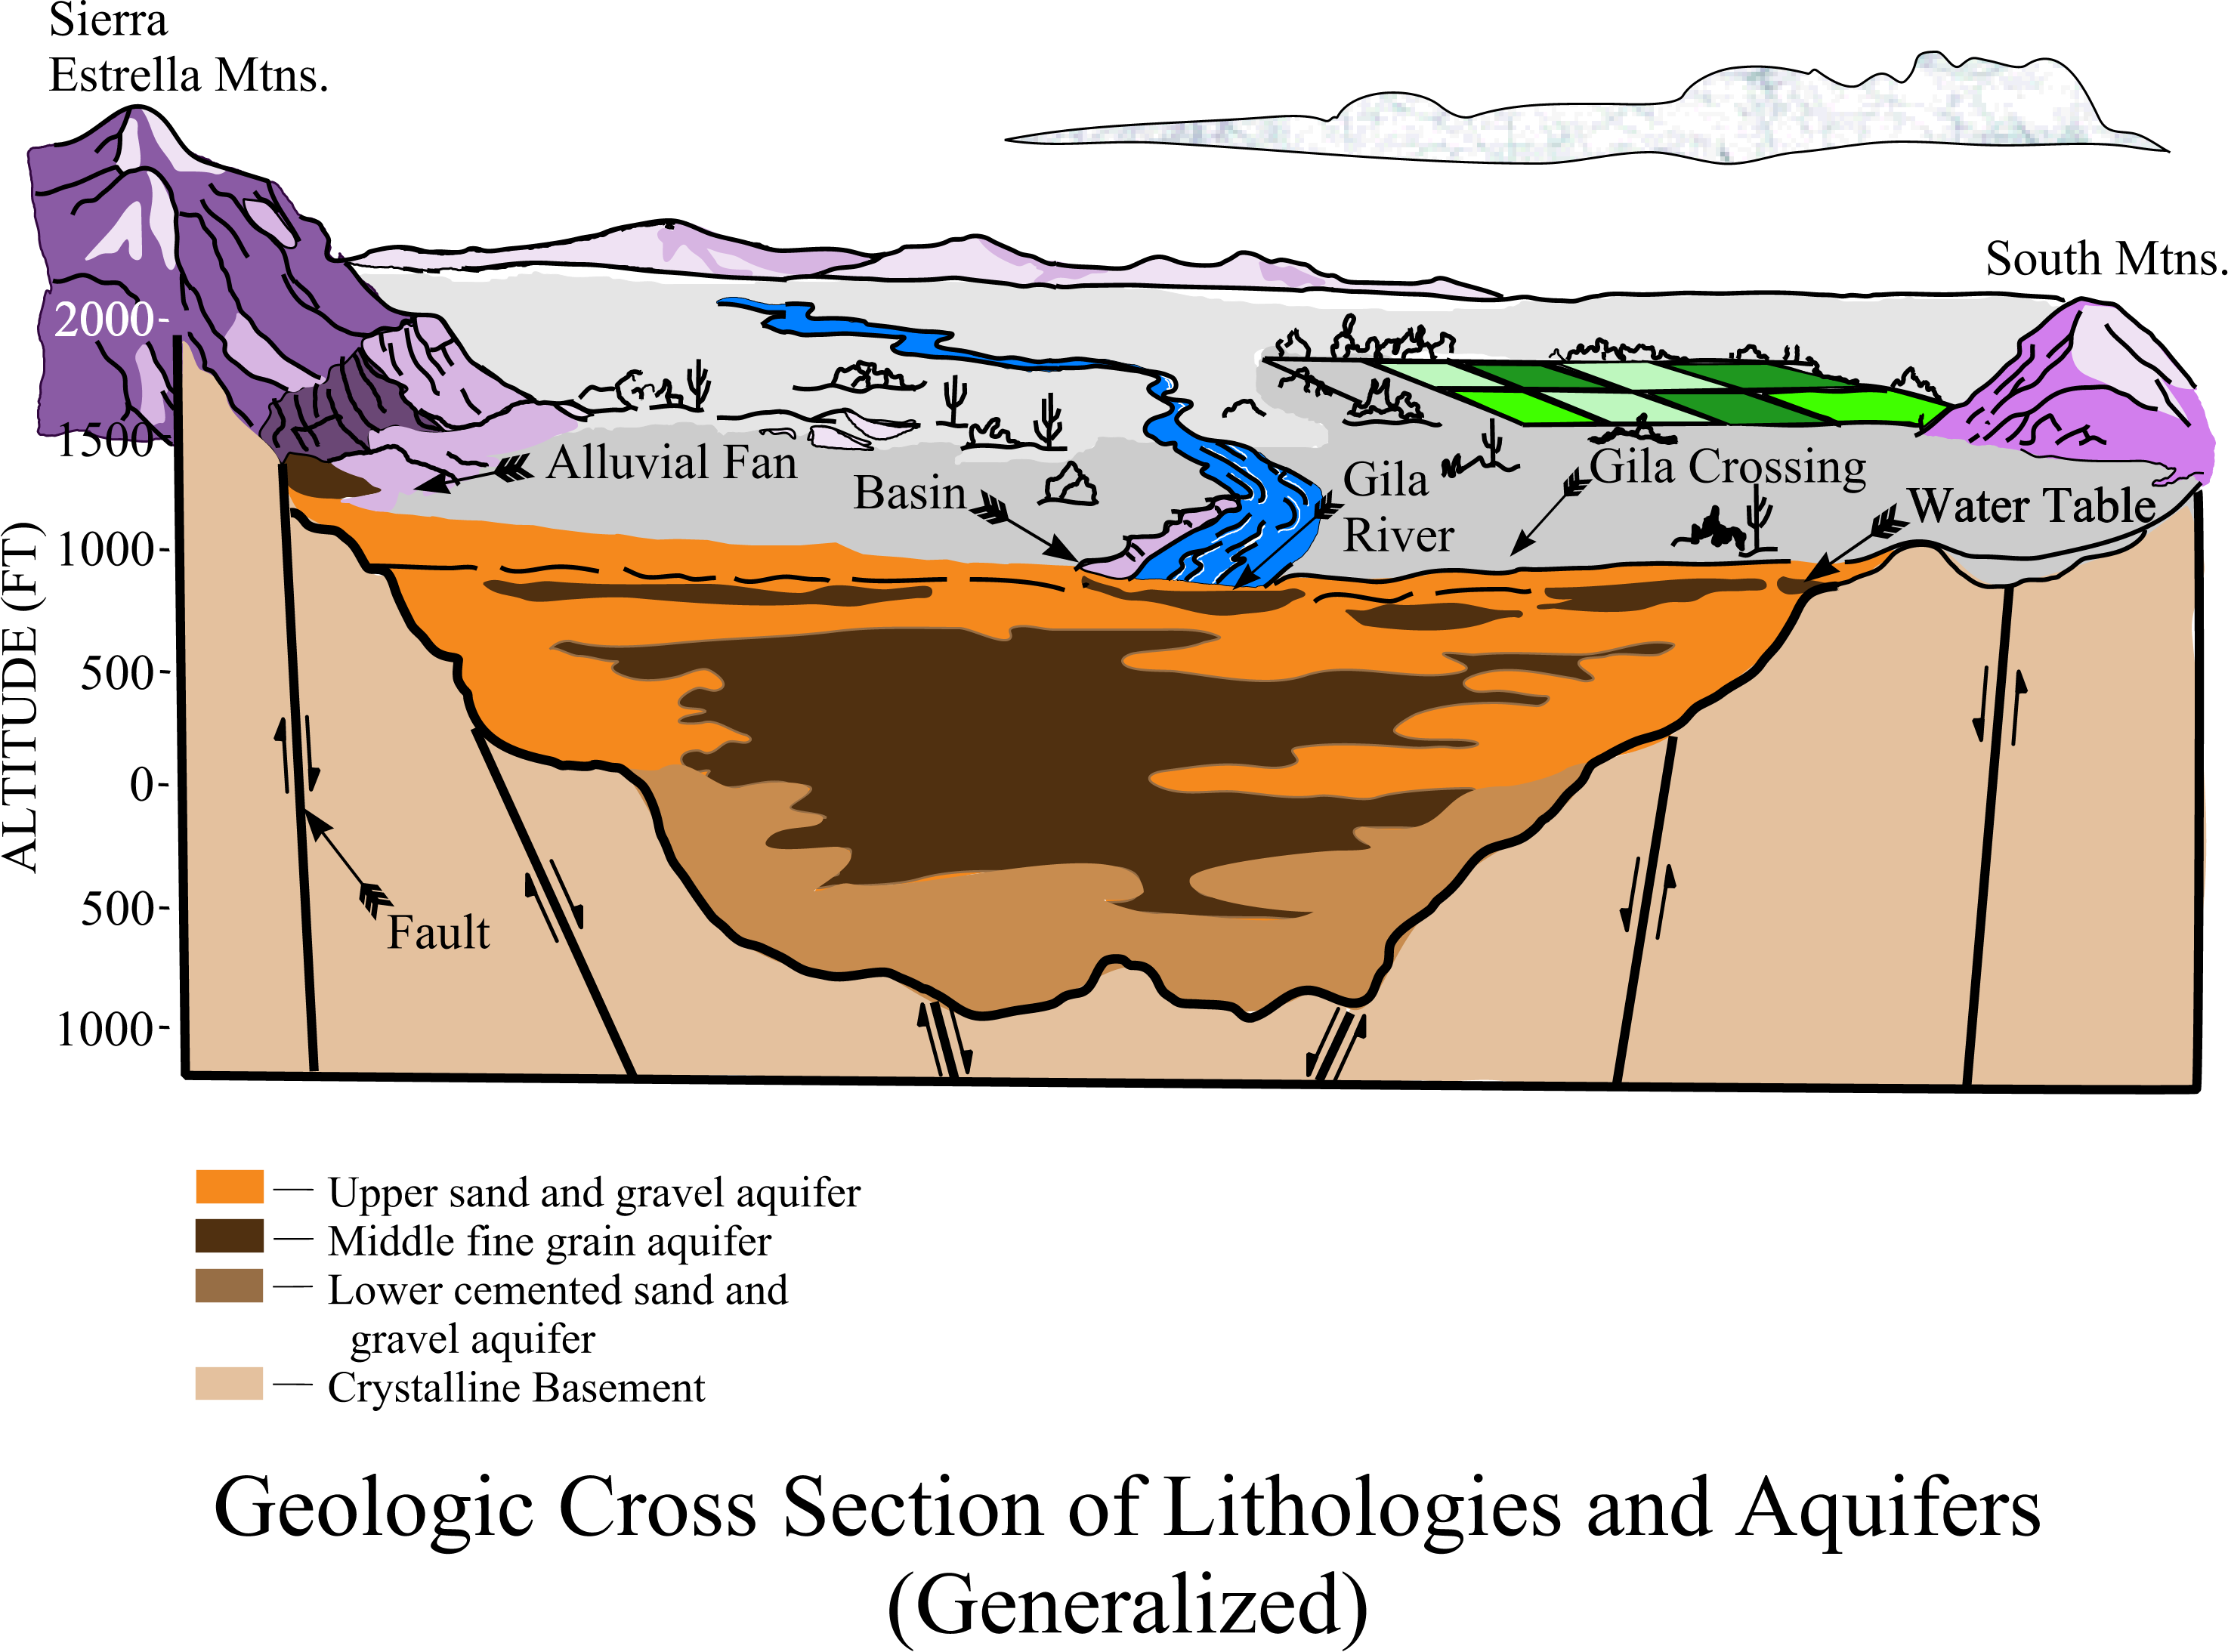 Sierra
Estrella Mtns.
South Mtns.
2000-
1500-
Alluvial Fan
Basin
Gila
River
Gila Crossing
Water Table
ALTITUDE (FT)
1000-
500-
0-
500-
1000-
Fault
Upper sand and gravel aquifer
Middle fine grain aquifer
Lower cemented sand and
gravel aquifer
Crystalline Basement
Geologic Cross Section of Lithologies and Aquifers
(Generalized)